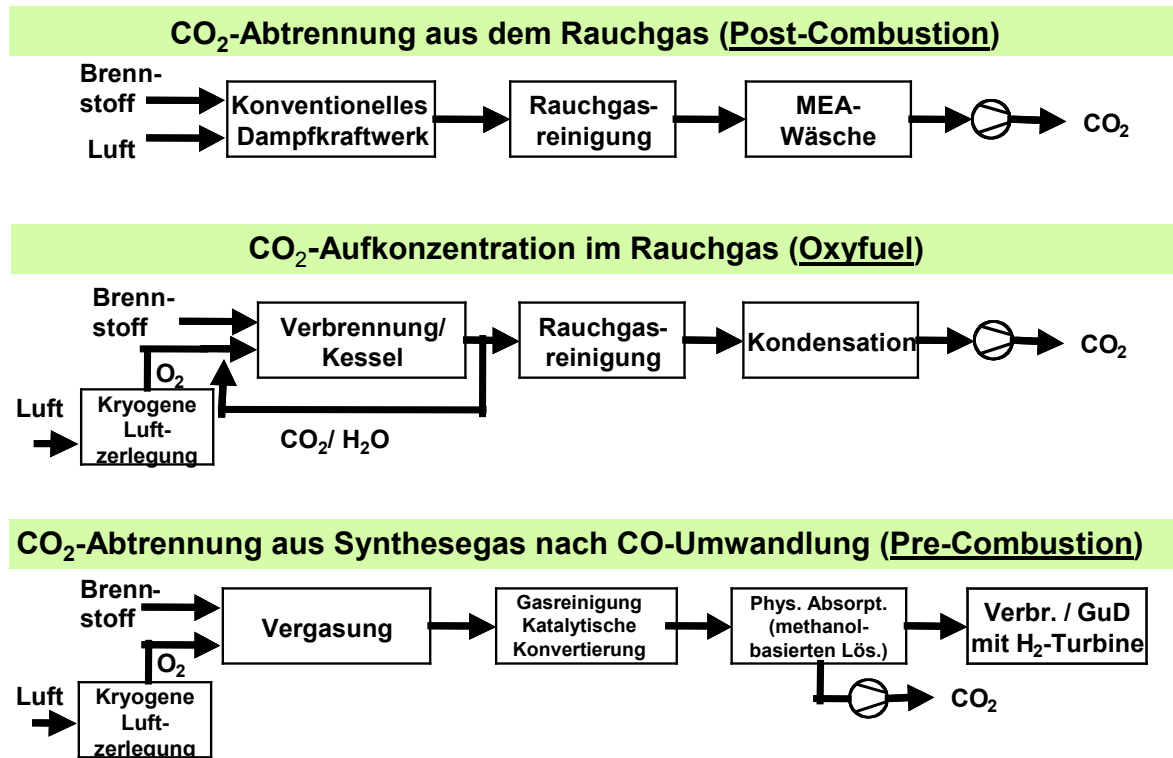 CO₂-Abtrennung aus dem Rauchgas (Post-Combustion)
Brenn-
stoff
Luft
Konventionelles
Dampfkraftwerk
Rauchgas-
reinigung
MEA-
Wäsche
CO₂
CO₂-Aufkonzentration im Rauchgas (Oxyfuel)
Brenn-
stoff
O₂
Luft
Kryogene
Luft-
zerlegung
Verbrennung/
Kessel
CO₂/ H₂O
Rauchgas-
reinigung
Kondensation
CO₂
CO₂-Abtrennung aus Synthesegas nach CO-Umwandlung (Pre-Combustion)
Brenn-
stoff
O₂
Luft
Kryogene
Luft-
zerlegung
Vergasung
Gasreinigung
Katalytische
Konvertierung
Phys. Absorpt.
(methanol-
basierten Lös.)
CO₂
Verbr. / GuD
mit H₂-Turbine